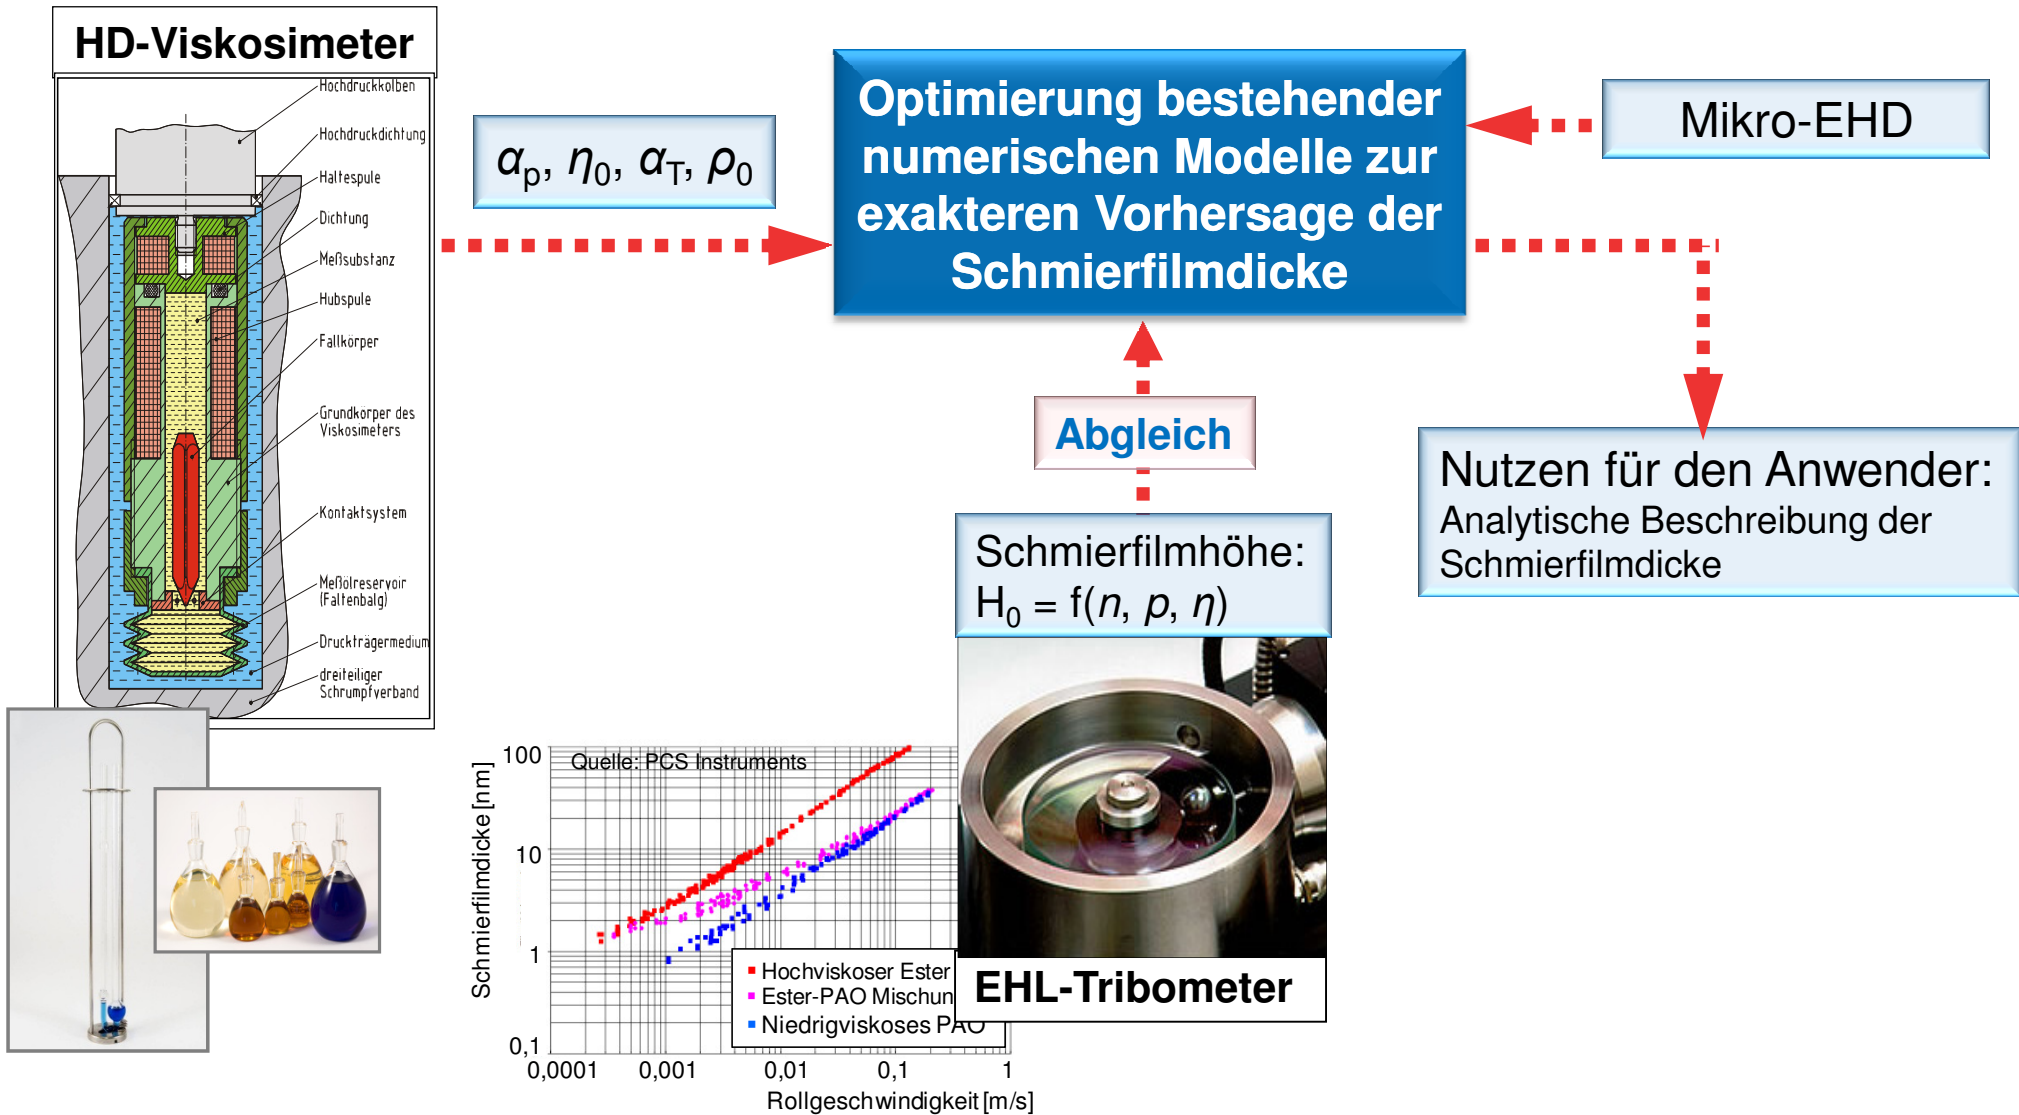 HD-Viskosimeter
Hochdruckkolben
Hochdruckdichtung
Haltespule
Dichtung
Meßsubstanz
Hubspule
Fallkörper
Grundkörper des
Viskosimeters
Kontaktsystem
Meßölreservoir
(Faltenbalg)
Druckträgermedium
dreiteiliger
Schrumpfverband
αp, η0, αT, ρ0
Optimierung bestehender
numerischen Modelle zur
exakteren Vorhersage der
Schmierfilmdicke
Mikro-EHD
Abgleich
Nutzen für den Anwender:
Analytische Beschreibung der
Schmierfilmdicke
Schmierfilmhöhe:
H0 = f(n, p, η)
EHL-Tribometer
Quelle: PCS Instruments
Schmierfilmdicke [nm]
100
10
1
0,1
Hochviskoser Ester
Ester-PAO Mischun
Niedrigviskoses PAO
0,0001 0,001 0,01 0,1 1
Rollgeschwindigkeit [m/s]